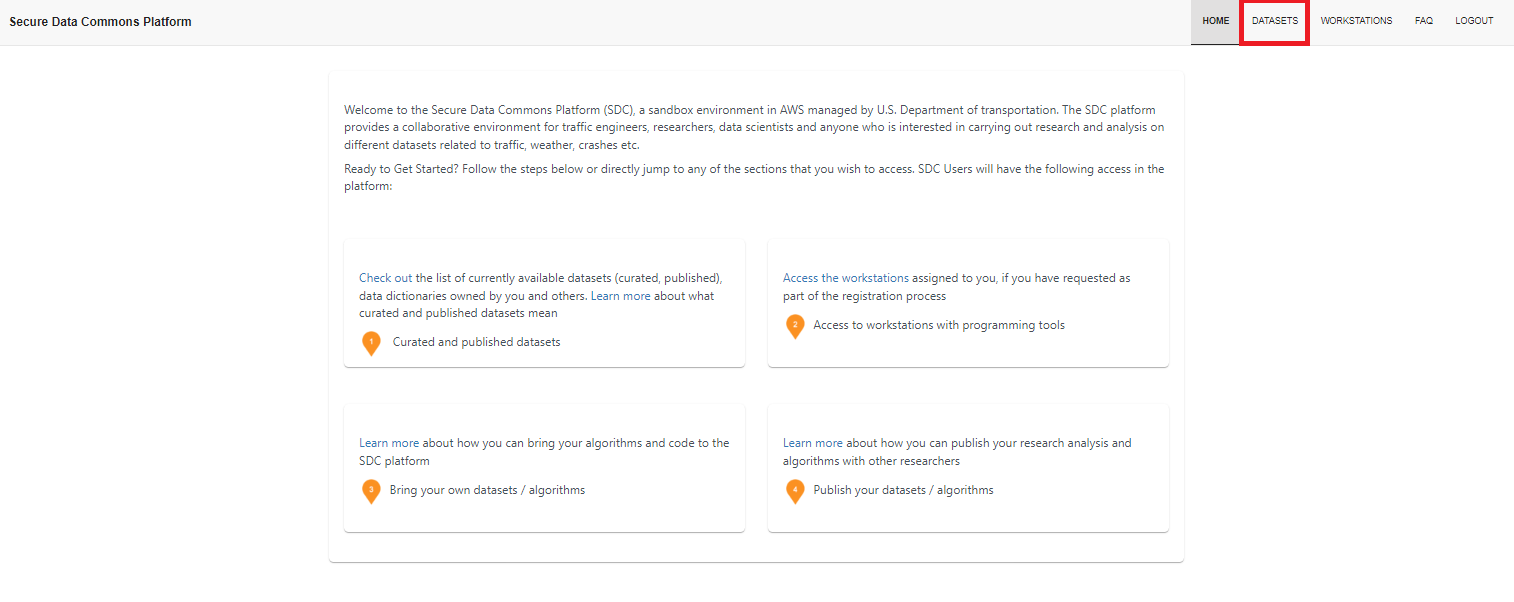 Secure Data Commons Platform
HOME DATASETS WORKSTATIONS FAQ LOGOUT
Welcome to the Secure Data Commons Platform (SDC), a sandbox environment in AWS managed by U.S. Department of transportation. The SDC platform
provides a collaborative environment for traffic engineers, researchers, data scientists and anyone who is interested in carrying out research and analysis on
different datasets related to traffic, weather, crashes etc.
Ready to Get Started? Follow the steps below or directly jump to any of the sections that you wish to access. SDC Users will have the following access in the
platform:
Check out the list of currently available datasets (curated, published),
data dictionaries owned by you and others. Learn more about what
curated and published datasets mean
1 Curated and published datasets
Access the workstations assigned to you, if you have requested as
part of the registration process
2 Access to workstations with programming tools
Learn more about how you can bring your algorithms and code to the
SDC platform
3 Bring your own datasets / algorithms
Learn more about how you can publish your research analysis and
algorithms with other researchers
4 Publish your datasets / algorithms